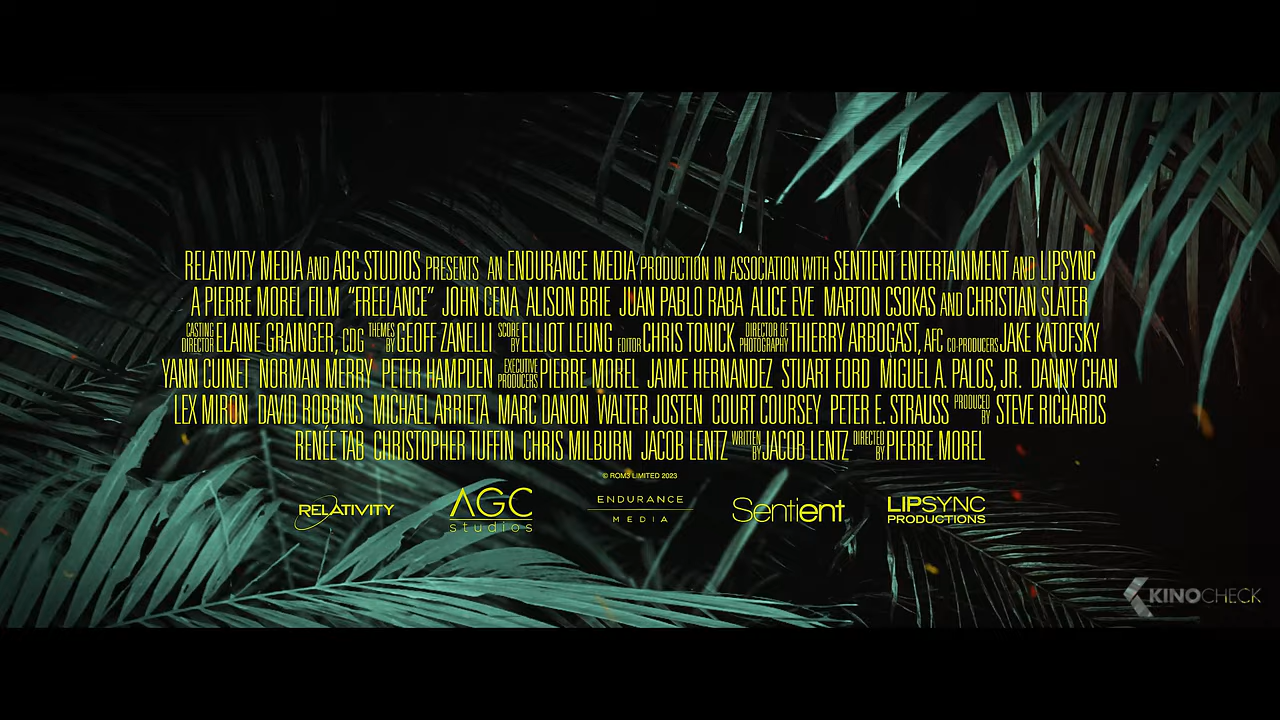 RELATIVITY MEDIA AND AGC STUDIOS PRESENTS AN ENDURANCE MEDIA PRODUCTION IN ASSOCIATION WITH SENTIENT ENTERTAINMENT AND LIPSYNC
A PIERRE MOREL FILM "FREELANCE" JOHN CENA ALISON BRIE JUAN PABLO RABA ALICE EVE MARTON CSOKAS AND CHRISTIAN SLATER
CASTING DIRECTOR ELAINE GRAINGER, CDG THEMES BY GEOFF ZANELLI SCORE BY ELLIOT LEUNG EDITOR CHRIS TONICK DIRECTOR OF PHOTOGRAPHY THIERRY ARBOGAST, AFC CO-PRODUCERS JAKE KATOFSKY
YANN CUINET NORMAN MERRY PETER HAMPDEN EXECUTIVE PRODUCERS PIERRE MOREL JAIME HERNANDEZ STUART FORD MIGUEL A. PALOS, JR. DANNY CHAN
LEX MIRON DAVID ROBBINS MICHAEL ARRIETA MARC DANON WALTER JOSTEN COURT COURSEY PETER E. STRAUSS PRODUCED BY STEVE RICHARDS
RENÉE TAB CHRISTOPHER TUFFIN CHRIS MILBURN JACOB LENTZ WRITTEN BY JACOB LENTZ DIRECTED BY PIERRE MOREL
© ROM3 LIMITED 2023
RELATIVITY
AGC studios
ENDURANCE MEDIA
Sentient
LIPSYNC PRODUCTIONS
KINOCHECK